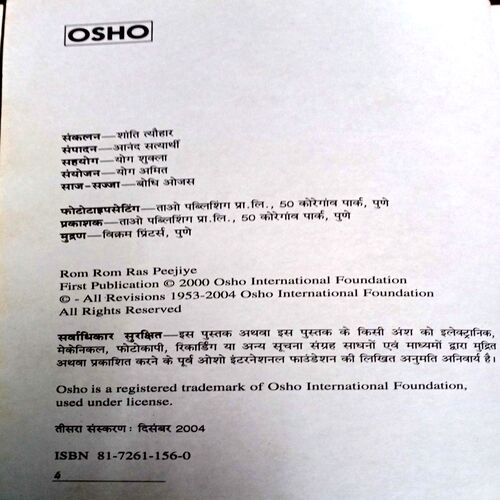 OSHO
संकलन—शांति त्यौहार
संपादन—आनंद सत्यार्थी
सहयोग—योग शुक्ला
संयोजन—योग अमित
साज-सज्जा—बोधि ओजस
फोटोटाइपसेटिंग—ताओ पब्लिशिंग प्रा.लि., 50 कोरेगांव पार्क, पुणे
प्रकाशक—ताओ पब्लिशिंग प्रा.लि., 50 कोरेगांव पार्क, पुणे
मुद्रण—विक्रम प्रिंटर्स, पुणे
Rom Rom Ras Peejiye
First Publication © 2000 Osho International Foundation
© - All Revisions 1953-2004 Osho International Foundation
All Rights Reserved
सर्वाधिकार सुरक्षित—इस पुस्तक अथवा इस पुस्तक के किसी अंश को इलेक्ट्रानिक,
मेकेनिकल, फोटोकापी, रिकार्डिंग या अन्य सूचना संग्रह साधनों एवं माध्यमों द्वारा मुद्रित
अथवा प्रकाशित करने के पूर्व ओशो इंटरनेशनल फाउंडेशन की लिखित अनुमति अनिवार्य है।
Osho is a registered trademark of Osho International Foundation,
used under license.
तीसरा संस्करण: दिसंबर 2004
ISBN 81-7261-156-0